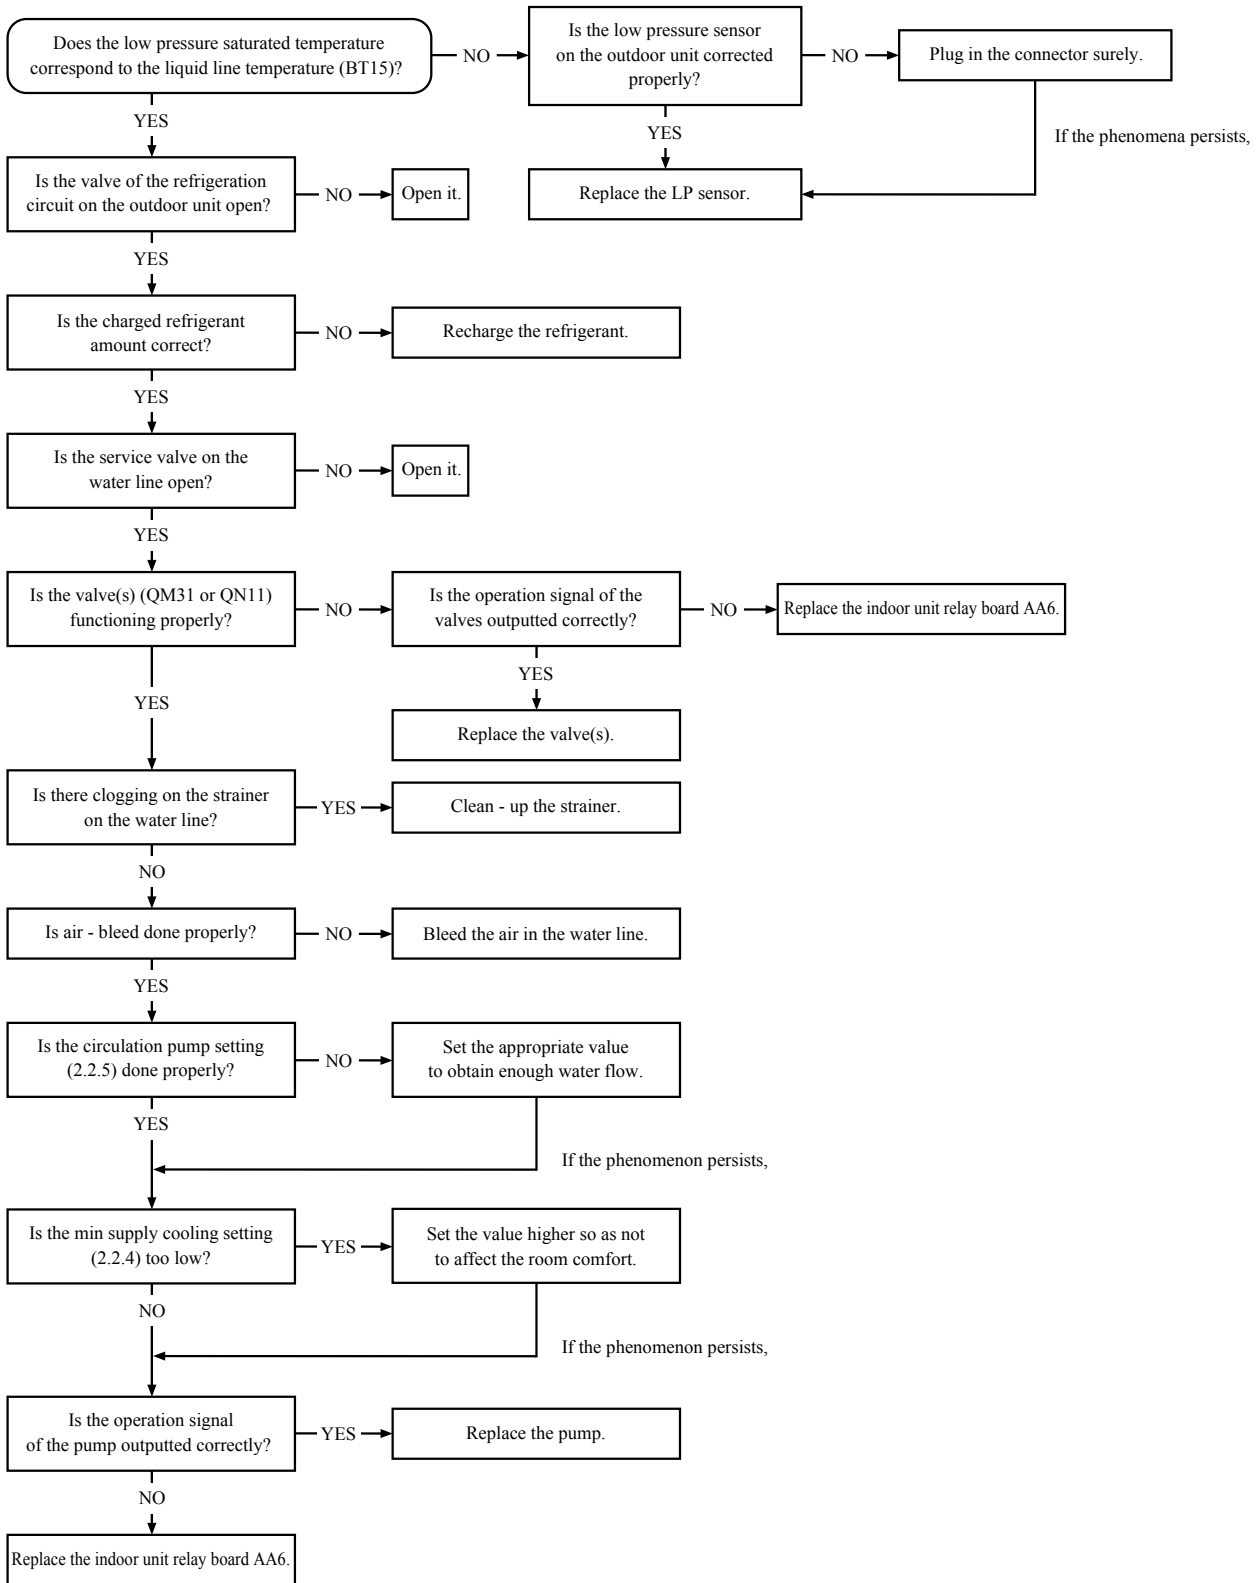 Does the low pressure saturated temperature
correspond to the liquid line temperature (BT15)?
NO
Is the low pressure sensor
on the outdoor unit corrected
properly?
NO
Plug in the connector surely.
YES
YES
If the phenomena persists,
Is the valve of the refrigeration
circuit on the outdoor unit open?
NO
Open it.
Replace the LP sensor.
YES
Is the charged refrigerant
amount correct?
NO
Recharge the refrigerant.
YES
Is the service valve on the
water line open?
NO
Open it.
YES
Is the valve(s) (QM31 or QN11)
functioning properly?
NO
Is the operation signal of the
valves outputted correctly?
NO
Replace the indoor unit relay board AA6.
YES
YES
Replace the valve(s).
Is there clogging on the strainer
on the water line?
YES
Clean - up the strainer.
NO
Is air - bleed done properly?
NO
Bleed the air in the water line.
YES
Is the circulation pump setting
(2.2.5) done properly?
NO
Set the appropriate value
to obtain enough water flow.
YES
If the phenomenon persists,
Is the min supply cooling setting
(2.2.4) too low?
YES
Set the value higher so as not
to affect the room comfort.
NO
If the phenomenon persists,
Is the operation signal
of the pump outputted correctly?
YES
Replace the pump.
NO
Replace the indoor unit relay board AA6.